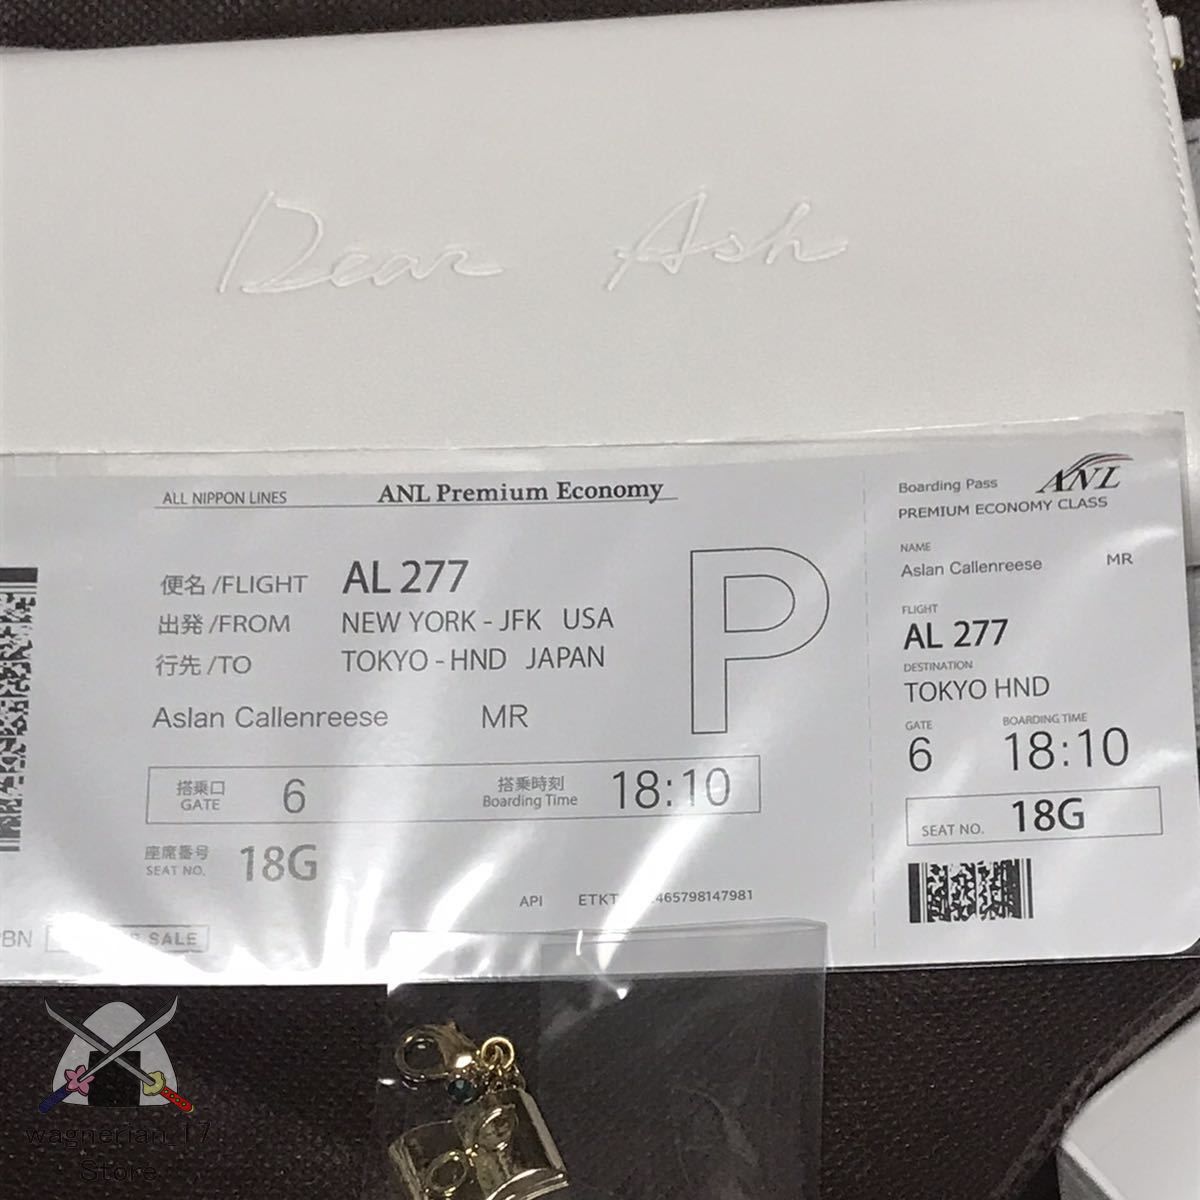 Dear Ash
ALL NIPPON LINES ANL Premium Economy
便名/FLIGHT AL 277
出発/FROM NEW YORK - JFK USA
行先/TO TOKYO - HND JAPAN
Aslan Callenreese MR
P
搭乗口 GATE 6 搭乗時刻 Boarding Time 18:10
座席番号 SEAT NO. 18G
API ETKT 465798147981
SALE
Boarding Pass ANL
PREMIUM ECONOMY CLASS
NAME
Aslan Callenreese MR
FLIGHT
AL 277
DESTINATION
TOKYO HND
GATE BOARDING TIME
6 18:10
SEAT NO. 18G
wagnerian_17
Store